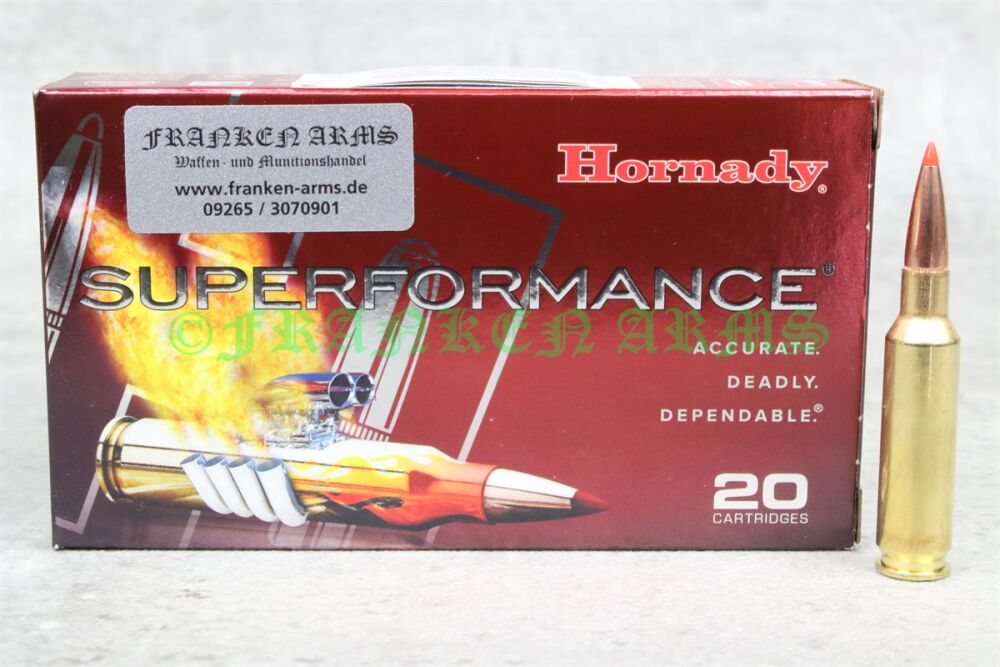 FRANKEN ARMS
Waffen- und Munitionshandel
www.franken-arms.de
09265 / 3070901
Hornady®
SUPERFORMANCE®
©FRANKEN ARMS
ACCURATE.
DEADLY.
DEPENDABLE.®
20
CARTRIDGES